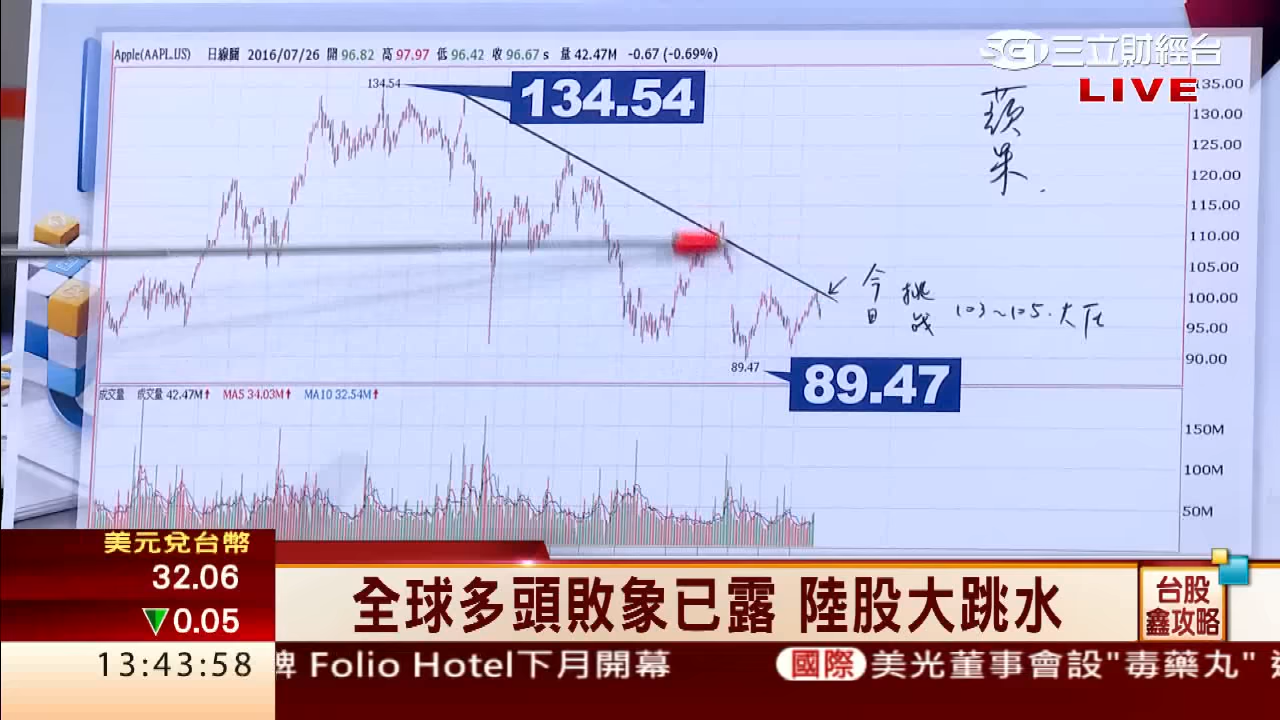 Apple(AAPL.US) 日線圖 2016/07/26 開 96.82 高 97.97 低 96.42 收 96.67 s 量 42.47M -0.67 (-0.69%)
SET 三立財經台
LIVE
134.54
134.54
蘋果.
135.00
130.00
125.00
120.00
115.00
110.00
105.00
100.00
95.00
90.00
今日 挑戰 103~105.大压
89.47
89.47
成交量 成交量 42.47M MA5 34.03M MA10 32.54M
150M
100M
50M
美元兌台幣
32.06
▼0.05
全球多頭敗象已露 陸股大跳水
台股
鑫攻略
13:43:58
牌 Folio Hotel下月開幕 國際 美光董事會設"毒藥丸"